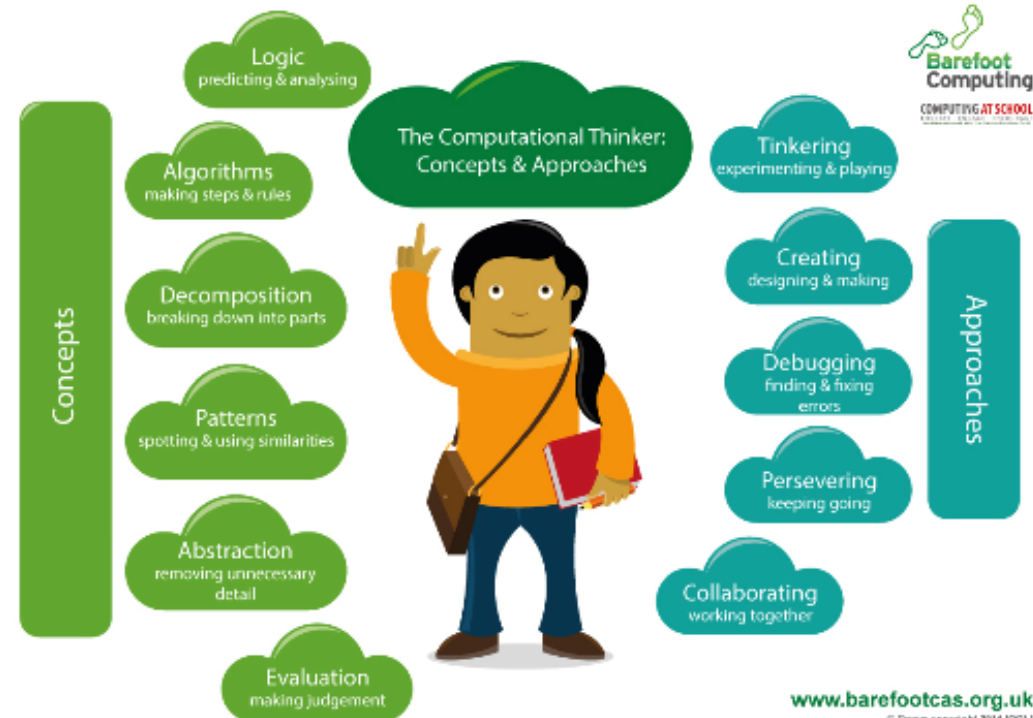 The Computational Thinker:
Concepts & Approaches
Concepts
Logic
predicting & analysing
Algorithms
making steps & rules
Decomposition
breaking down into parts
Patterns
spotting & using similarities
Abstraction
removing unnecessary
detail
Evaluation
making judgement
Barefoot
Computing
COMPUTING AT SCHOOL
Tinkering
experimenting & playing
Creating
designing & making
Debugging
finding & fixing
errors
Persevering
keeping going
Collaborating
working together
Approaches
www.barefootcas.org.uk